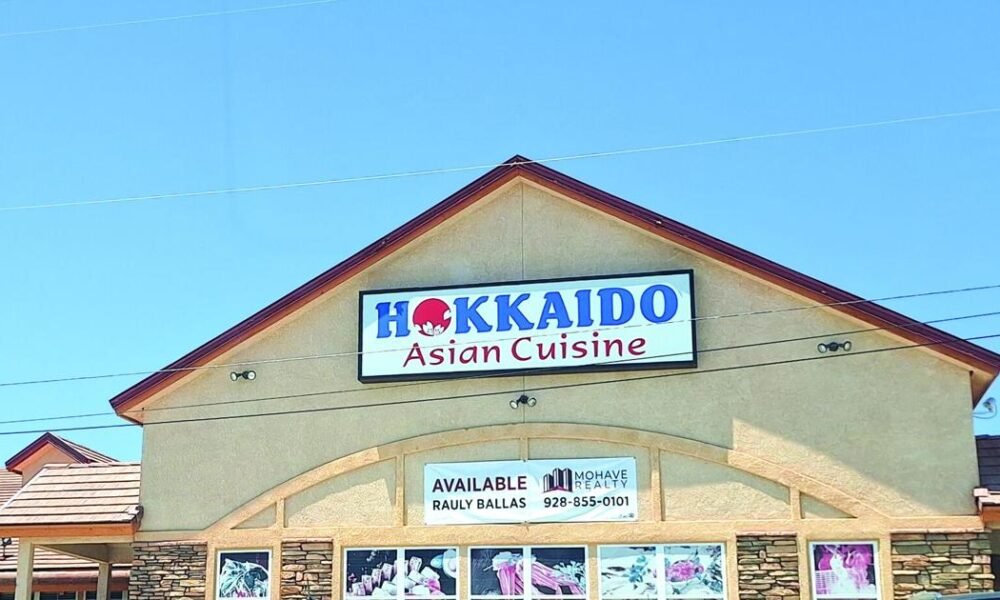 HOKKAIDO
Asian Cuisine
AVAILABLE
RAULY BALLAS
MOHAVE
REALTY
928-855-0101